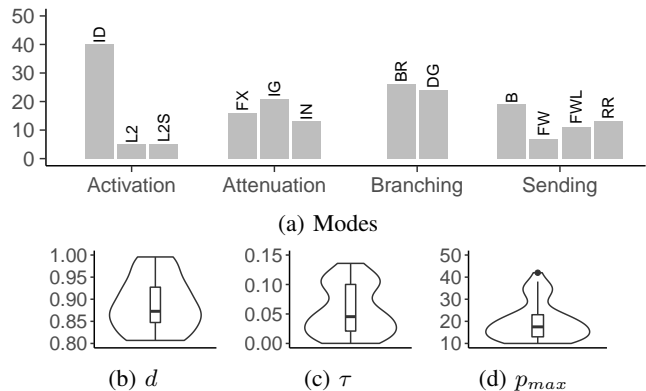 50
40
30
20
10
0
ID
L2
L2S
FX
IG
IN
BR
DG
B
FW
FWL
RR
Activation Attenuation Branching Sending
(a) Modes
1.00
0.95
0.90
0.85
0.80
0.15
0.10
0.05
0.00
50
40
30
20
10
(b) d (c) τ (d) p_max